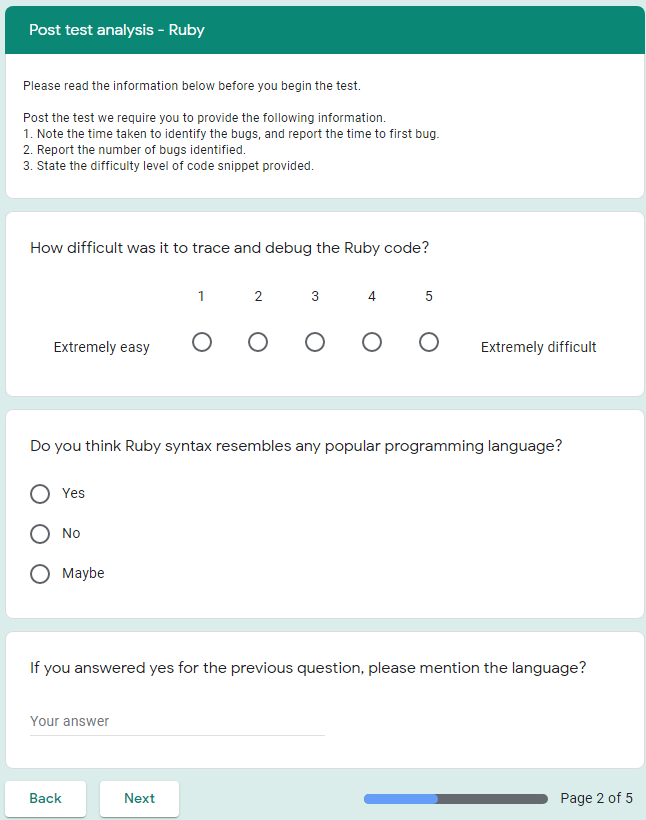 Post test analysis - Ruby
Please read the information below before you begin the test.
Post the test we require you to provide the following information.
1. Note the time taken to identify the bugs, and report the time to first bug.
2. Report the number of bugs identified.
3. State the difficulty level of code snippet provided.
How difficult was it to trace and debug the Ruby code?
1 2 3 4 5
Extremely easy Extremely difficult
Do you think Ruby syntax resembles any popular programming language?
Yes
No
Maybe
If you answered yes for the previous question, please mention the language?
Your answer
Back Next Page 2 of 5